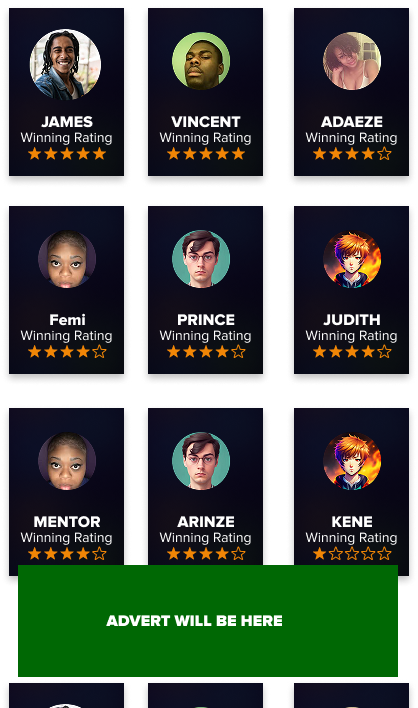 JAMES
Winning Rating
VINCENT
Winning Rating
ADAEZE
Winning Rating
Femi
Winning Rating
PRINCE
Winning Rating
JUDITH
Winning Rating
MENTOR
Winning Rating
ARINZE
Winning Rating
KENE
Winning Rating
ADVERT WILL BE HERE